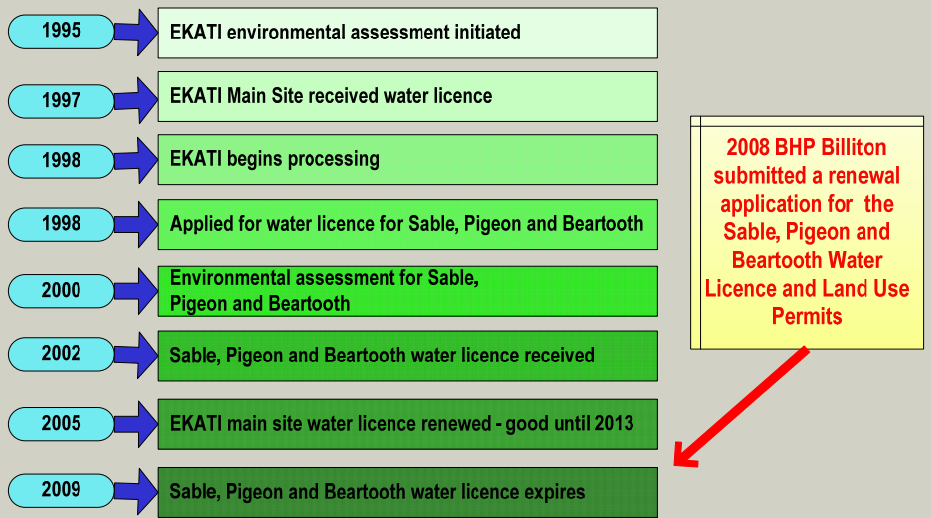 1995
EKATI environmental assessment initiated
1997
EKATI Main Site received water licence
1998
EKATI begins processing
1998
Applied for water licence for Sable, Pigeon and Beartooth
2000
Environmental assessment for Sable,
Pigeon and Beartooth
2002
Sable, Pigeon and Beartooth water licence received
2005
EKATI main site water licence renewed - good until 2013
2009
Sable, Pigeon and Beartooth water licence expires
2008 BHP Billiton
submitted a renewal
application for the
Sable, Pigeon and
Beartooth Water
Licence and Land Use
Permits